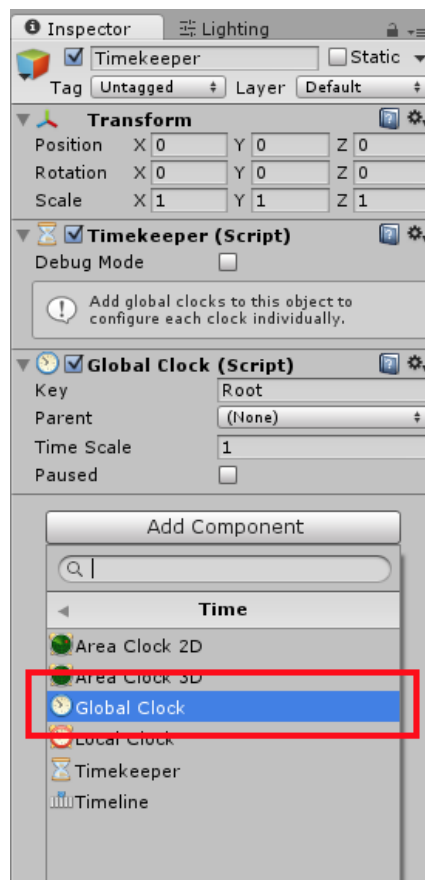 Inspector Lighting
Timekeeper Static
Tag Untagged Layer Default
Transform
Position X 0 Y 0 Z 0
Rotation X 0 Y 0 Z 0
Scale X 1 Y 1 Z 1
Timekeeper (Script)
Debug Mode
Add global clocks to this object to
configure each clock individually.
Global Clock (Script)
Key Root
Parent (None)
Time Scale 1
Paused
Add Component
Time
Area Clock 2D
Area Clock 3D
Global Clock
Local Clock
Timekeeper
Timeline